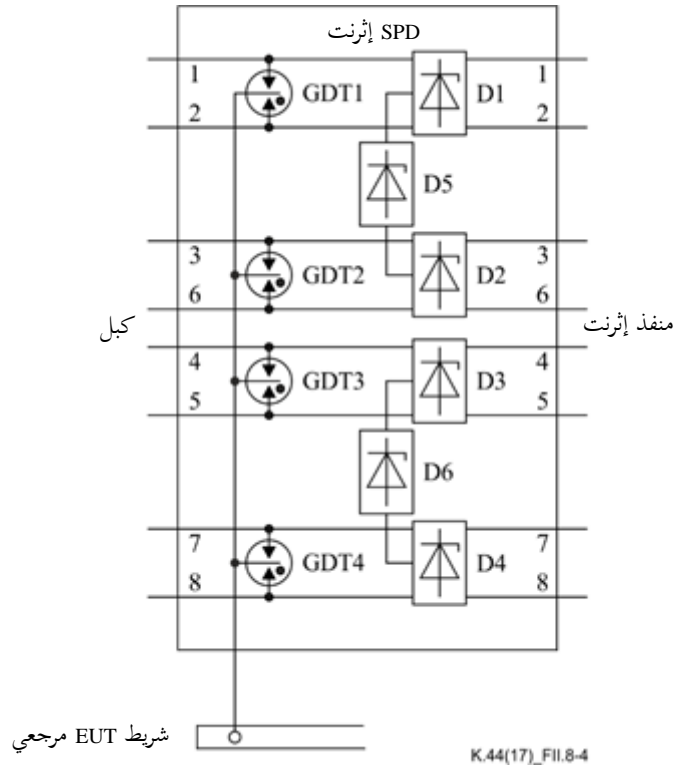 SPD إثرنت
1 GDT1 D1 1
2 2
D5
3 3
GDT2 D2
6 6
كبل منفذ إثرنت
4 4
GDT3 D3
5 5
D6
7 7
GDT4 D4
8 8
شريط EUT مرجعي
K.44(17)_FII.8-4